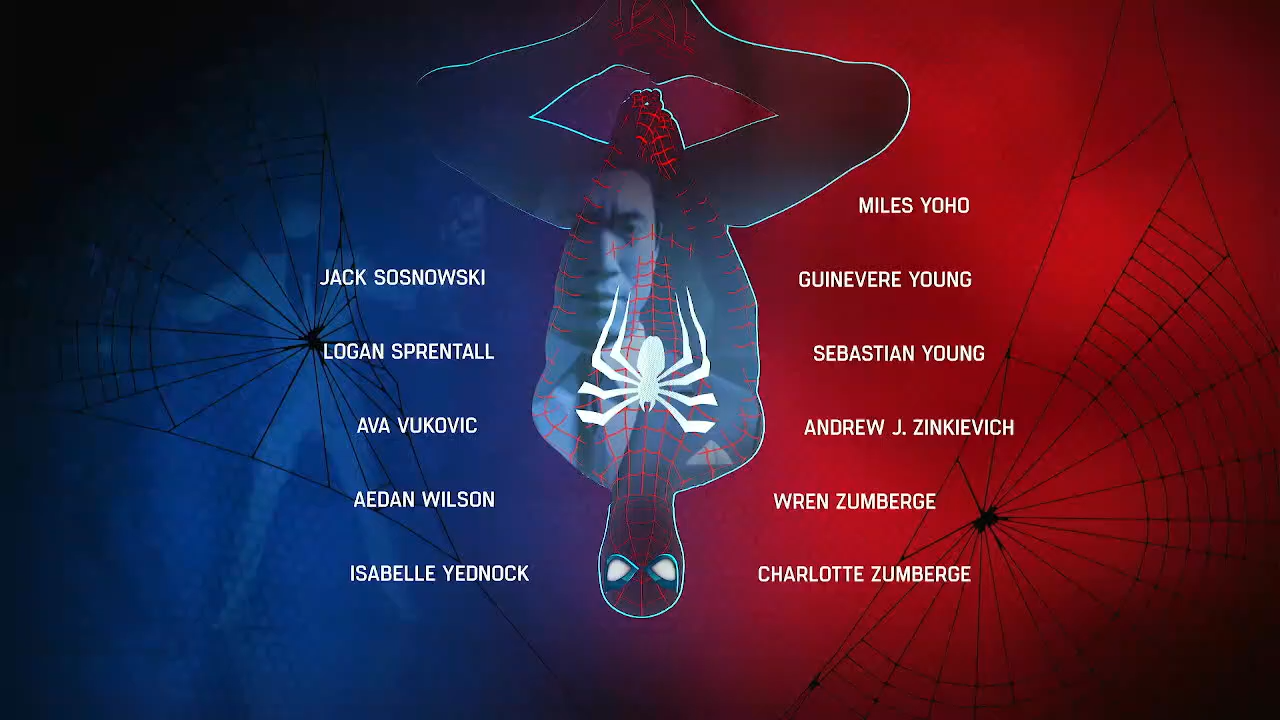 JACK SOSNOWSKI
LOGAN SPRENTALL
AVA VUKOVIC
AEDAN WILSON
ISABELLE YEDNOCK
MILES YOHO
GUINEVERE YOUNG
SEBASTIAN YOUNG
ANDREW J. ZINKIEVICH
WREN ZUMBERGE
CHARLOTTE ZUMBERGE